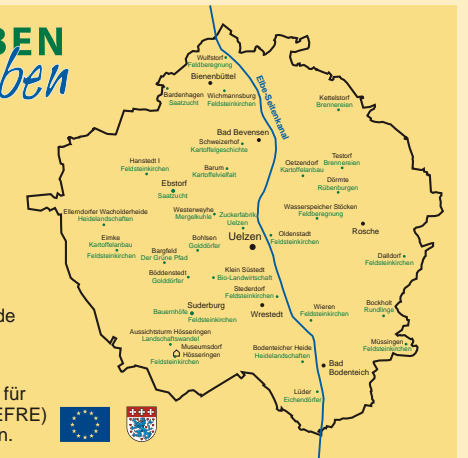 BEN
ben
Wulfstorf
Feldberegnung
Bienenbüttel
Bardenhagen
Saatzucht
Wichmannsburg
Feldsteinkirchen
Elbe-Seitenkanal
Kettelstorf
Brennereien
Bad Bevensen
Schweizerhof
Kartoffelgeschichte
Hanstedt I
Feldsteinkirchen
Barum
Kartoffelvielfalt
Oetzendorf
Kartoffelanbau
Testorf
Brennereien
Dörmte
Rübenburgen
Ebstorf
Saatzucht
Ellerndorfer Wacholderheide
Heidelandschaften
Westerweyhe
Mergelkuhle
Zuckerfabrik
Uelzen
Wasserspeicher Stöcken
Feldberegnung
Rosche
Eimke
Kartoffelanbau
Feldsteinkirchen
Bohlsen
Golddörfer
Uelzen
Oldenstadt
Feldsteinkirchen
Bargfeld
Der Grüne Pfad
Dalldorf
Feldsteinkirchen
Böddenstedt
Golddörfer
Klein Süstedt
Bio-Landwirtschaft
Stederdorf
Feldsteinkirchen
Suderburg
Bauernhöfe
Feldsteinkirchen
Wrestedt
Wieren
Feldsteinkirchen
Bockholt
Rundlinge
Aussichtsturm Hösseringen
Landschaftswandel
Museumsdorf
Hösseringen
Feldsteinkirchen
Bodenteicher Heide
Heidelandschaften
Müssingen
Feldsteinkirchen
Bad
Bodenteich
Lüder
Eichendörfer
de
für
EFRE)
n.